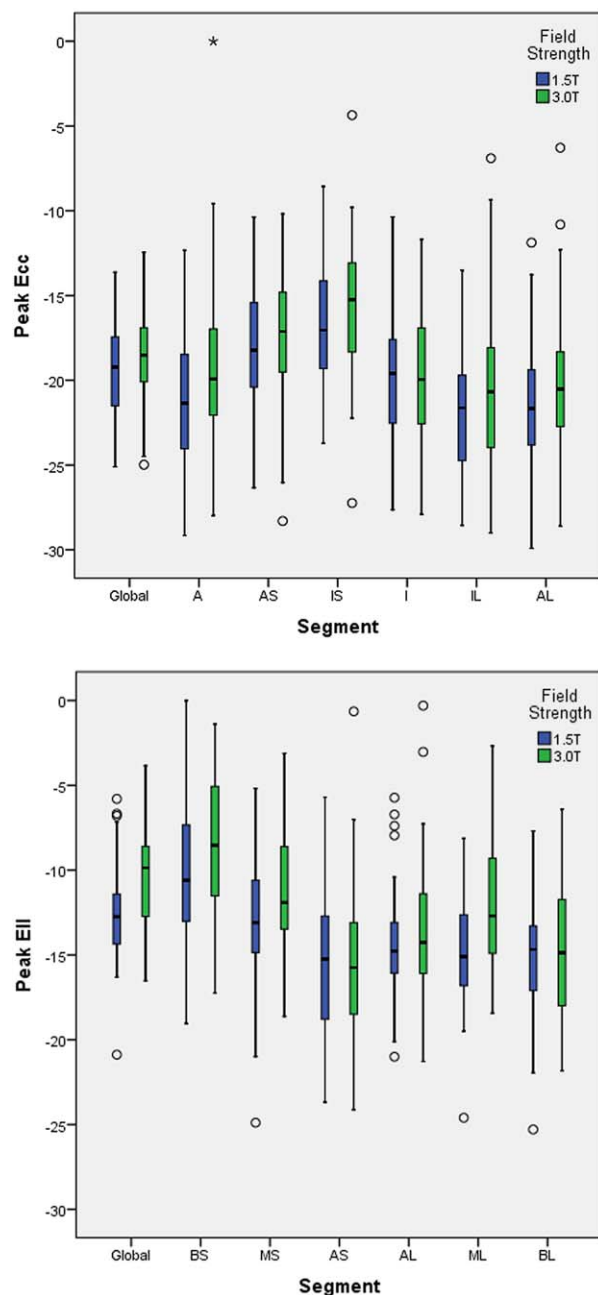 Field
Strength
1.5T
3.0T
Peak Ecc
0
-5
-10
-15
-20
-25
-30
Global A AS IS I IL AL
Segment
Field
Strength
1.5T
3.0T
Peak Ell
0
-5
-10
-15
-20
-25
-30
Global BS MS AS AL ML BL
Segment